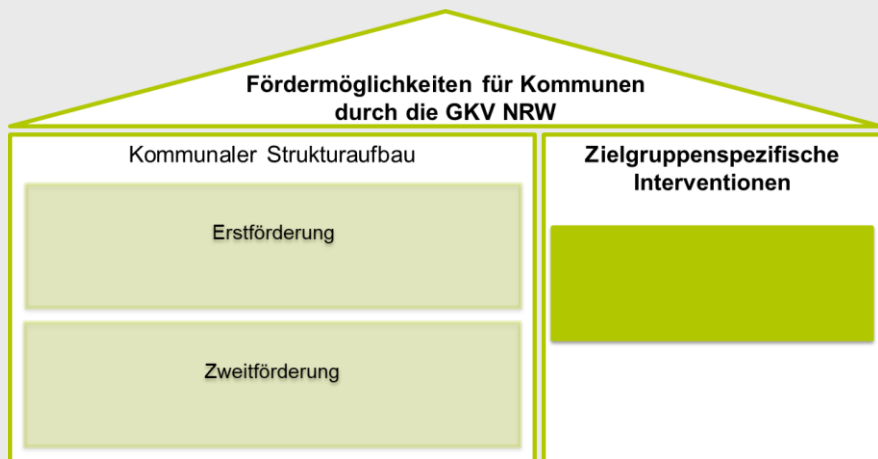 Fördermöglichkeiten für Kommunen
durch die GKV NRW
Kommunaler Strukturaufbau
Erstförderung
Zweitförderung
Zielgruppenspezifische
Interventionen